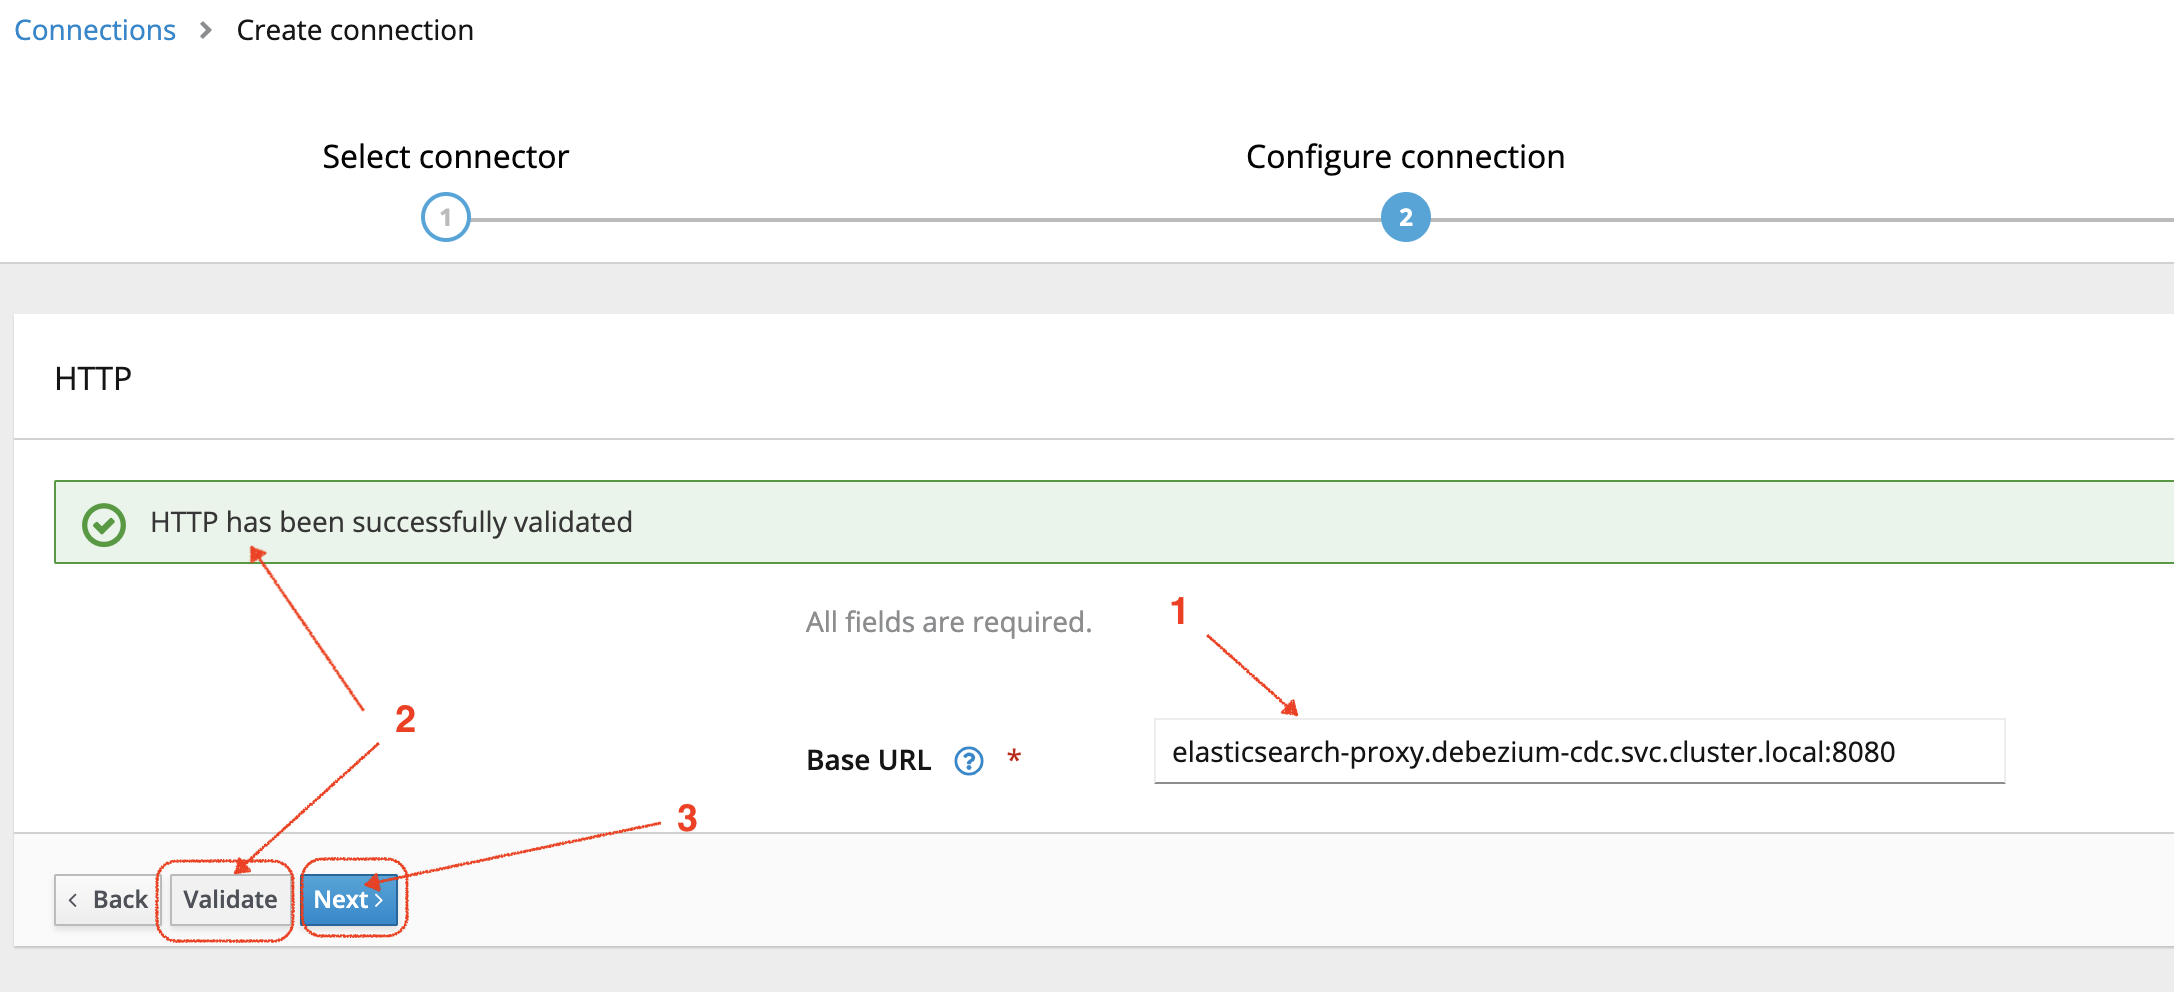 Connections > Create connection
Select connector
Configure connection
1
2
HTTP
HTTP has been successfully validated
All fields are required.
1
2
Base URL ? *
elasticsearch-proxy.debezium-cdc.svc.cluster.local:8080
3
< Back
Validate
Next >